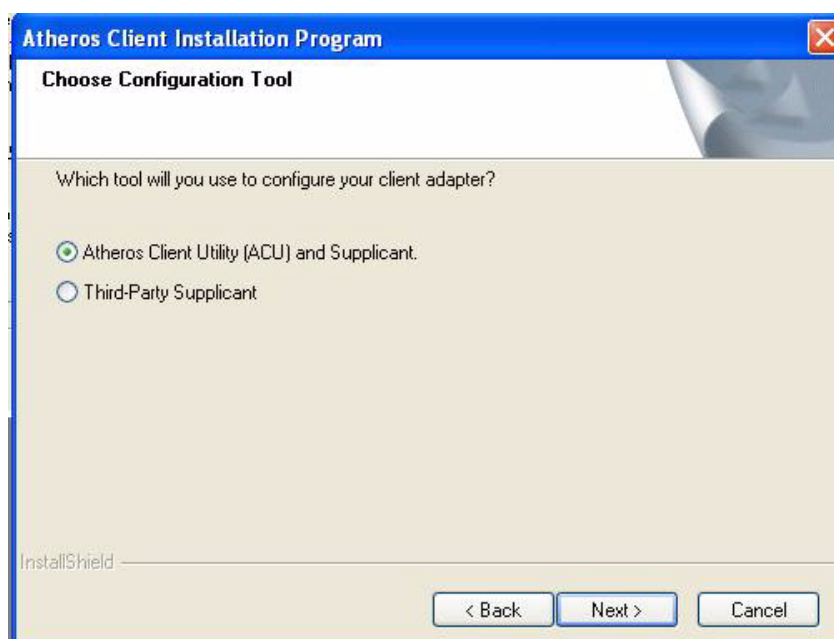 Atheros Client Installation Program
Choose Configuration Tool
Which tool will you use to configure your client adapter?
Atheros Client Utility (ACU) and Supplicant.
Third-Party Supplicant
InstallShield
< Back Next > Cancel